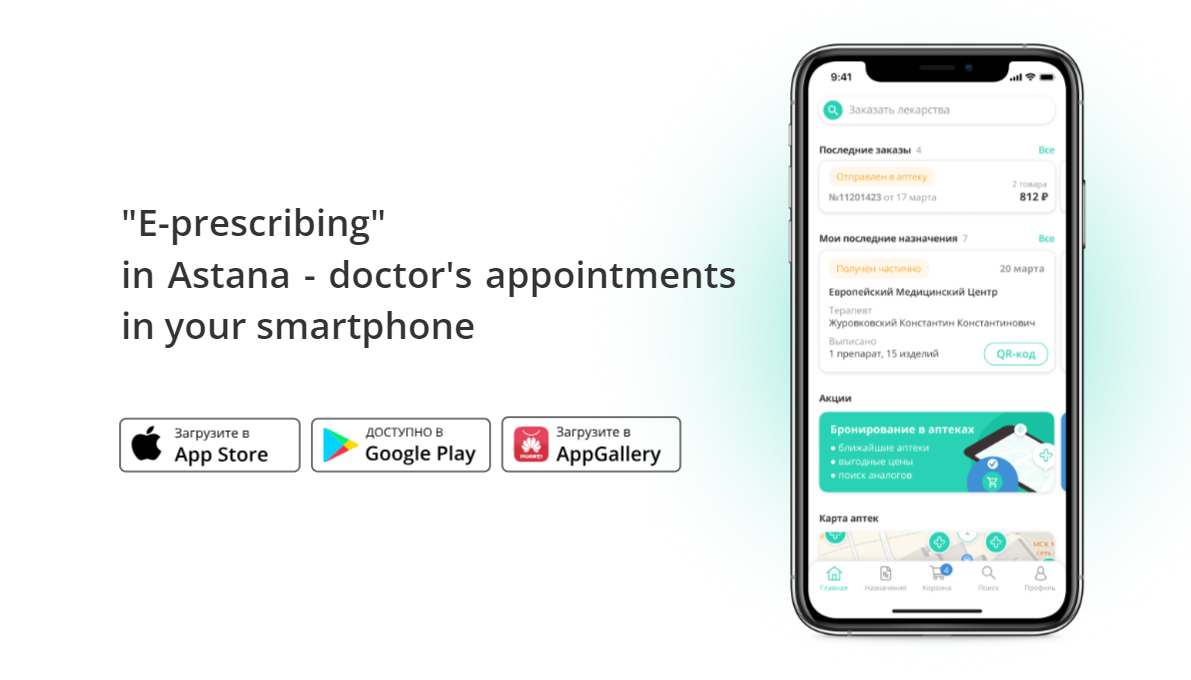 "E-prescribing"
in Astana - doctor's appointments
in your smartphone
Загрузите в
App Store
ДОСТУПНО В
Google Play
HUAWEI
Загрузите в
AppGallery
9:41
Заказать лекарства
Последние заказы 4 Все
Отправлен в аптеку
2 товара
№11201423 от 17 марта 812 ₽
Мои последние назначения 7 Все
Получен частично 20 марта
Европейский Медицинский Центр
Терапевт
Журовковский Константин Константинович
Выписано
1 препарат, 15 изделий QR-код
Акции
Бронирование в аптеках
• ближайшие аптеки
• выгодные цены
• поиск аналогов
Карта аптек
4
Главная Назначения Корзина Поиск Профиль